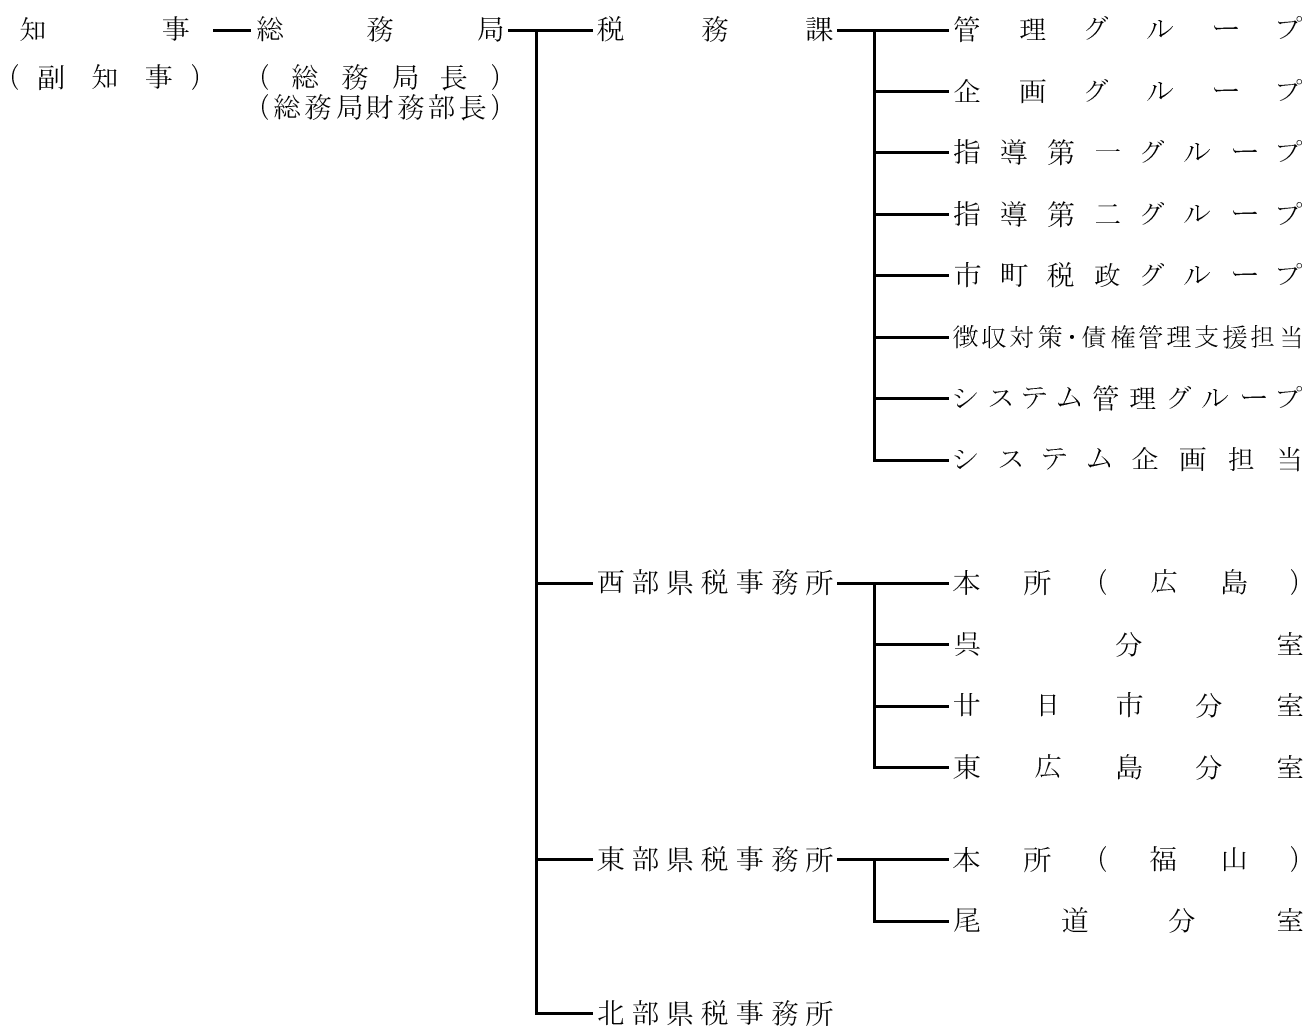 知事
総務局
税務課
管理グループ
(副知事)
(総務局長)
(総務局財務部長)
企画グループ
指導第一グループ
指導第二グループ
市町税政グループ
徴収対策・債権管理支援担当
システム管理グループ
システム企画担当
西部県税事務所
本所(広島)
呉分室
廿日市分室
東広島分室
東部県税事務所
本所(福山)
尾道分室
北部県税事務所